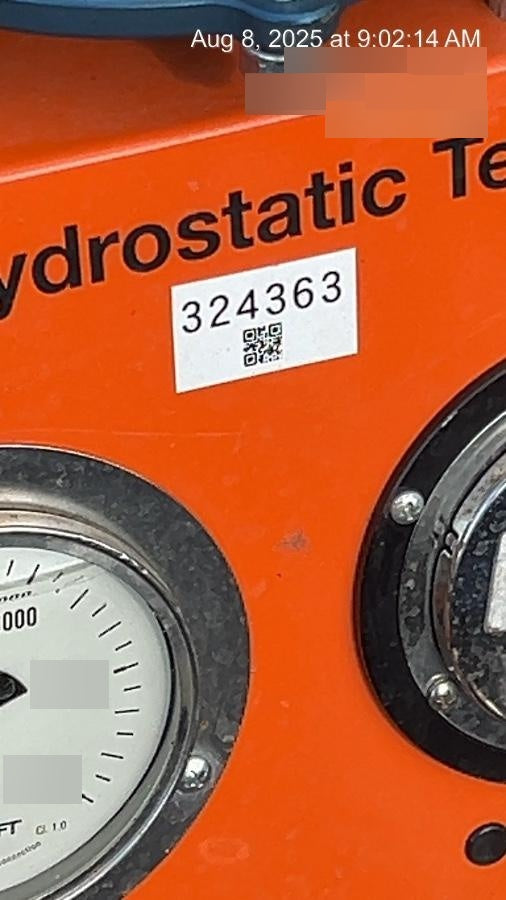 Aug 8, 2025 at 9:02:14 AM
ydrostatic Te
324363
000
FT
CL 1.0